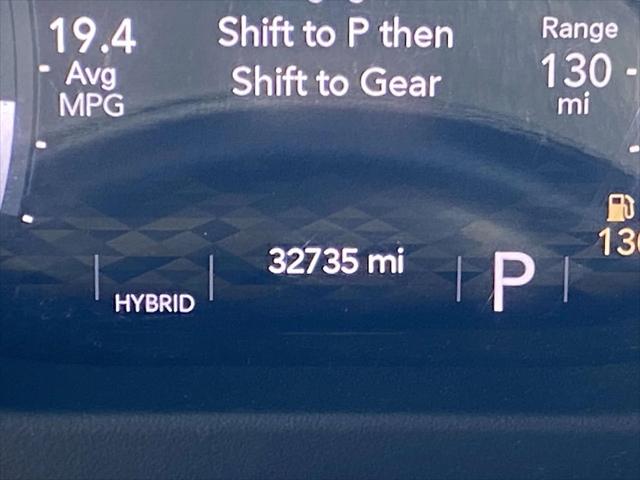 19.4
Avg
MPG
Shift to P then
Shift to Gear
Range
130
mi
32735 mi
HYBRID
P